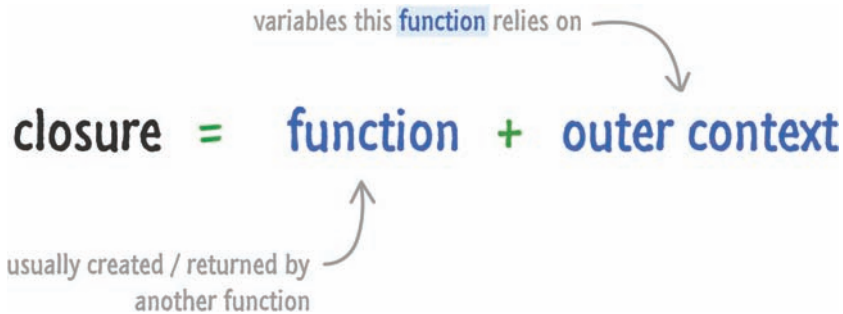 variables this function relies on
closure = function + outer context
usually created / returned by
another function